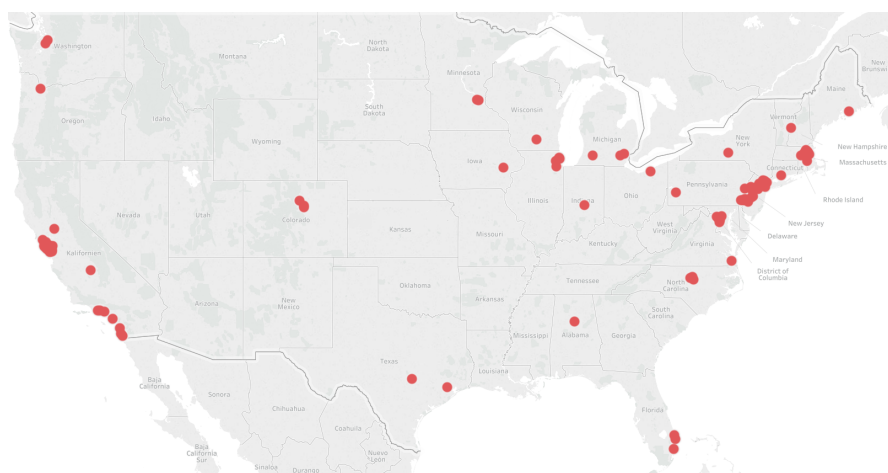 North
Dakota
Washington
Montana
Minnesota
Maine
New
Brunswi
Vermont
South
Dakota
Wisconsin
Oregon
Idaho
Michigan
New
York
New Hampshire
Wyoming
Massachusetts
Iowa
Connecticut
Pennsylvania
Nevada
Illinois
Indiana
Ohio
Rhode Island
Utah
Colorado
New Jersey
Kansas
Missouri
West
Virginia
Delaware
Kalifornien
Kentucky
Virginia
Maryland
District of
Columbia
Oklahoma
Tennessee
North
Carolina
Arizona
New
Mexico
Arkansas
South
Carolina
Mississippi
Alabama
Georgia
Texas
Louisiana
Baja
California
Sonora
Chihuahua
Florida
Coahuila
Baja
California
Sur
Nuevo
León
Sinaloa
Durango